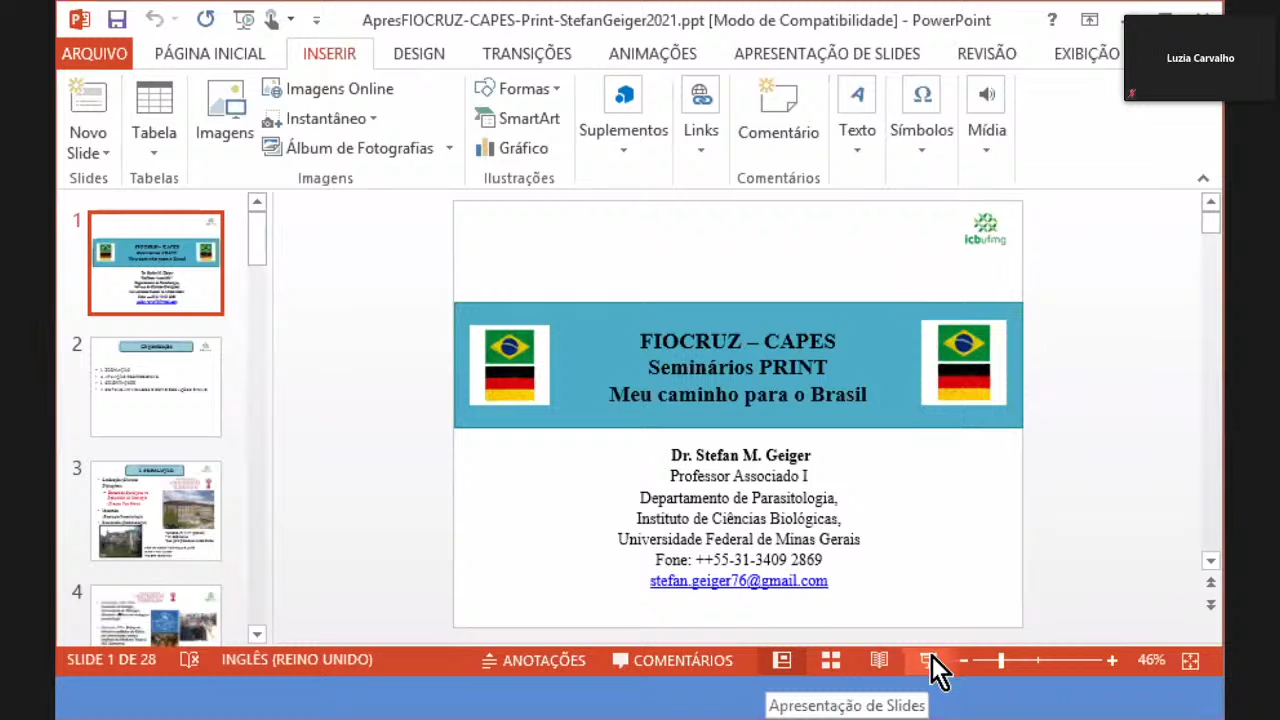 ApresFIOCRUZ-CAPES-Print-StefanGeiger2021.ppt [Modo de Compatibilidade] - PowerPoint
?
ARQUIVO PÁGINA INICIAL INSERIR DESIGN TRANSIÇÕES ANIMAÇÕES APRESENTAÇÃO DE SLIDES REVISÃO EXIBIÇÃO
Luzia Carvalho
Novo Slide
Tabela
Imagens
Imagens Online
Instantâneo
Álbum de Fotografias
Formas
SmartArt
Gráfico
Suplementos
Links
Comentário
Texto
Símbolos
Mídia
Slides Tabelas Imagens Ilustrações Comentários
1
2
3
4
icbufmg
FIOCRUZ – CAPES
Seminários PRINT
Meu caminho para o Brasil
Dr. Stefan M. Geiger
Professor Associado I
Departamento de Parasitologia,
Instituto de Ciências Biológicas,
Universidade Federal de Minas Gerais
Fone: ++55-31-3409 2869
stefan.geiger76@gmail.com
SLIDE 1 DE 28 INGLÊS (REINO UNIDO) ANOTAÇÕES COMENTÁRIOS 46%
Apresentação de Slides